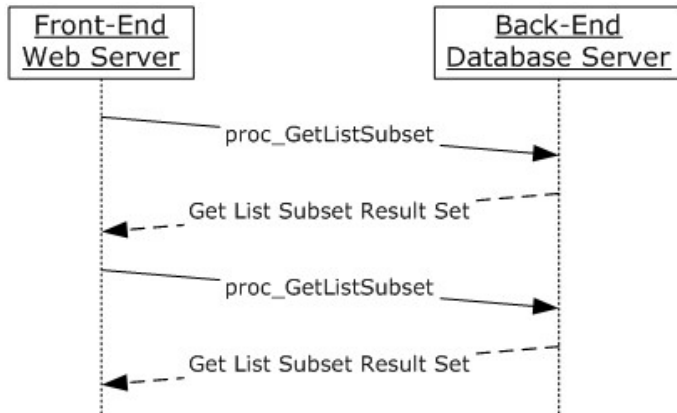 Front-End
Web Server
Back-End
Database Server
proc_GetListSubset
Get List Subset Result Set
proc_GetListSubset
Get List Subset Result Set